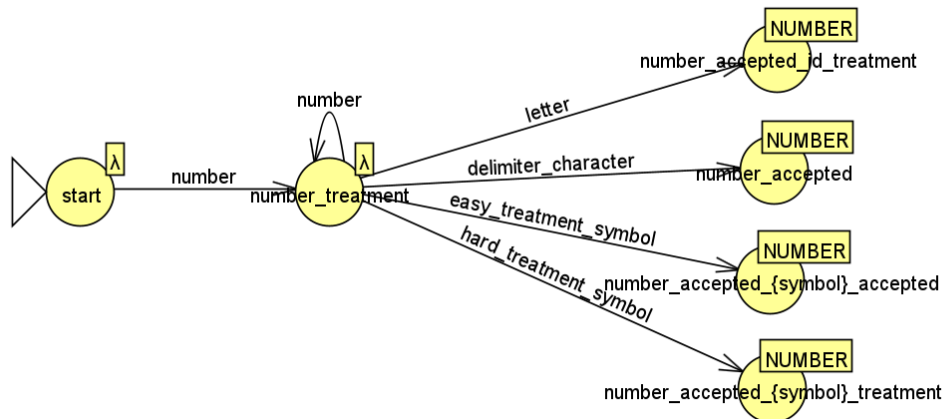 NUMBER
number_accepted_id_treatment
number
letter
λ
start
number
λ
number_treatment
delimiter_character
NUMBER
number_accepted
easy_treatment_symbol
NUMBER
number_accepted_{symbol}_accepted
hard_treatment_symbol
NUMBER
number_accepted_{symbol}_treatment